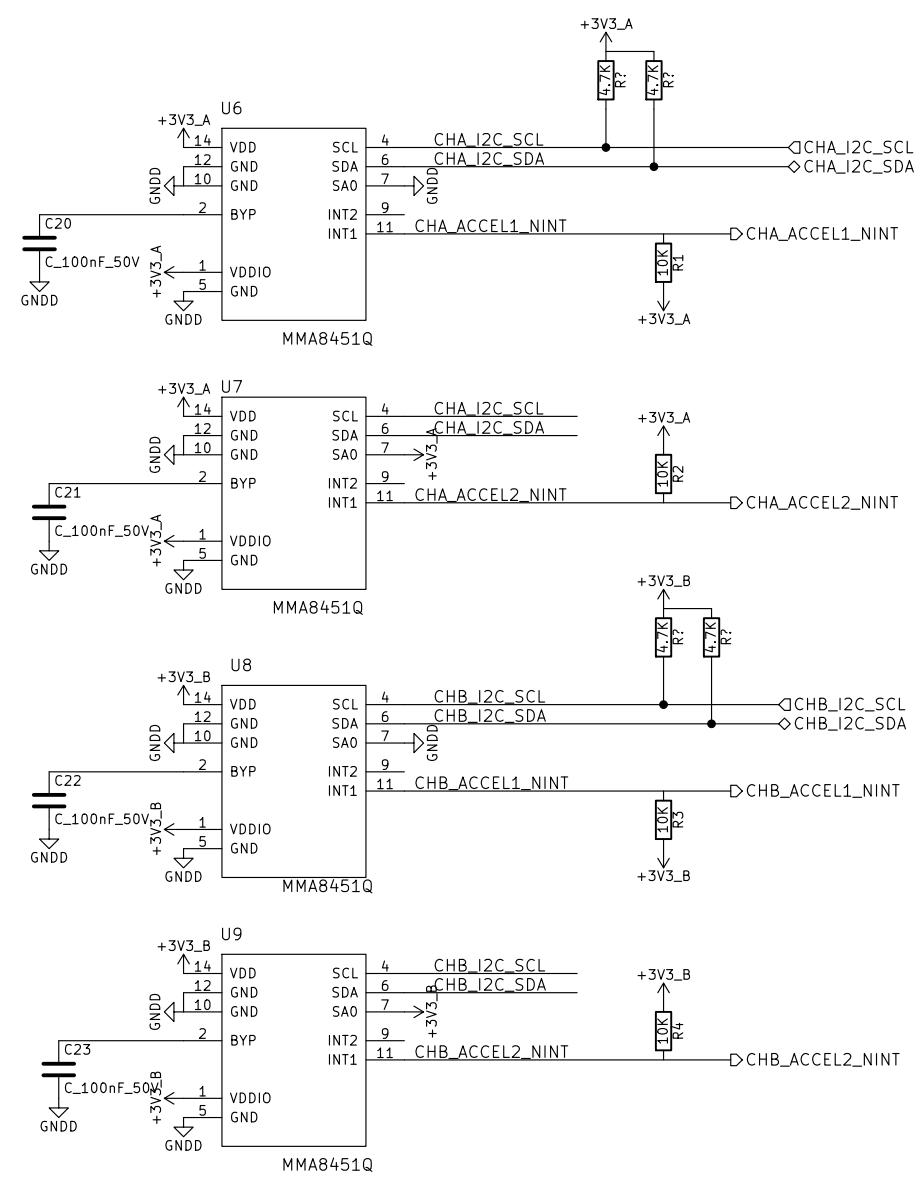 +3V3_A
4.7K R? 4.7K R?
U6
+3V3_A
14 VDD SCL 4 CHA_I2C_SCL CHA_I2C_SCL
12 GND SDA 6 CHA_I2C_SDA CHA_I2C_SDA
GNDD 10 GND SA0 7 GNDD
2 BYP INT2 9
C20
INT1 11 CHA_ACCEL1_NINT CHA_ACCEL1_NINT
C_100nF_50V
10K R1
+3V3_A 1 VDDIO
5 GND
GNDD
GNDD
+3V3_A
MMA8451Q
+3V3_A
U7
14 VDD SCL 4 CHA_I2C_SCL
+3V3_A
12 GND SDA 6 CHA_I2C_SDA
GNDD 10 GND SA0 7 +3V3_A
10K R2
2 BYP INT2 9
C21
INT1 11 CHA_ACCEL2_NINT CHA_ACCEL2_NINT
C_100nF_50V
+3V3_A 1 VDDIO
5 GND
GNDD
GNDD
MMA8451Q
+3V3_B
4.7K R? 4.7K R?
U8
+3V3_B
14 VDD SCL 4 CHB_I2C_SCL CHB_I2C_SCL
12 GND SDA 6 CHB_I2C_SDA CHB_I2C_SDA
GNDD 10 GND SA0 7 GNDD
2 BYP INT2 9
C22
INT1 11 CHB_ACCEL1_NINT CHB_ACCEL1_NINT
C_100nF_50V
10K R3
+3V3_B 1 VDDIO
5 GND
GNDD
GNDD
+3V3_B
MMA8451Q
U9
+3V3_B
14 VDD SCL 4 CHB_I2C_SCL
+3V3_B
12 GND SDA 6 CHB_I2C_SDA
GNDD 10 GND SA0 7 +3V3_B
10K R4
2 BYP INT2 9
C23
INT1 11 CHB_ACCEL2_NINT CHB_ACCEL2_NINT
C_100nF_50V
+3V3_B 1 VDDIO
5 GND
GNDD
GNDD
MMA8451Q